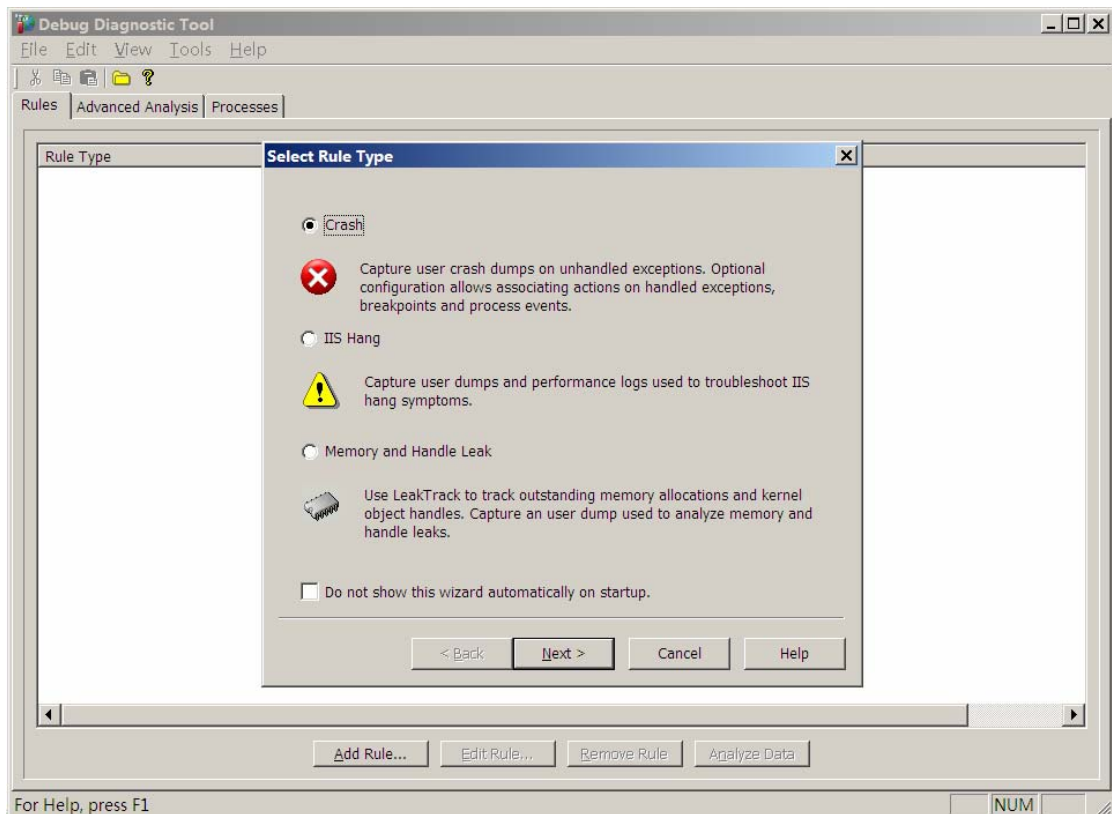 Debug Diagnostic Tool
File Edit View Tools Help
Rules Advanced Analysis Processes
Rule Type
Select Rule Type
Crash
Capture user crash dumps on unhandled exceptions. Optional
configuration allows associating actions on handled exceptions,
breakpoints and process events.
IIS Hang
Capture user dumps and performance logs used to troubleshoot IIS
hang symptoms.
Memory and Handle Leak
Use LeakTrack to track outstanding memory allocations and kernel
object handles. Capture an user dump used to analyze memory and
handle leaks.
Do not show this wizard automatically on startup.
< Back Next > Cancel Help
Add Rule... Edit Rule... Remove Rule Analyze Data
For Help, press F1 NUM